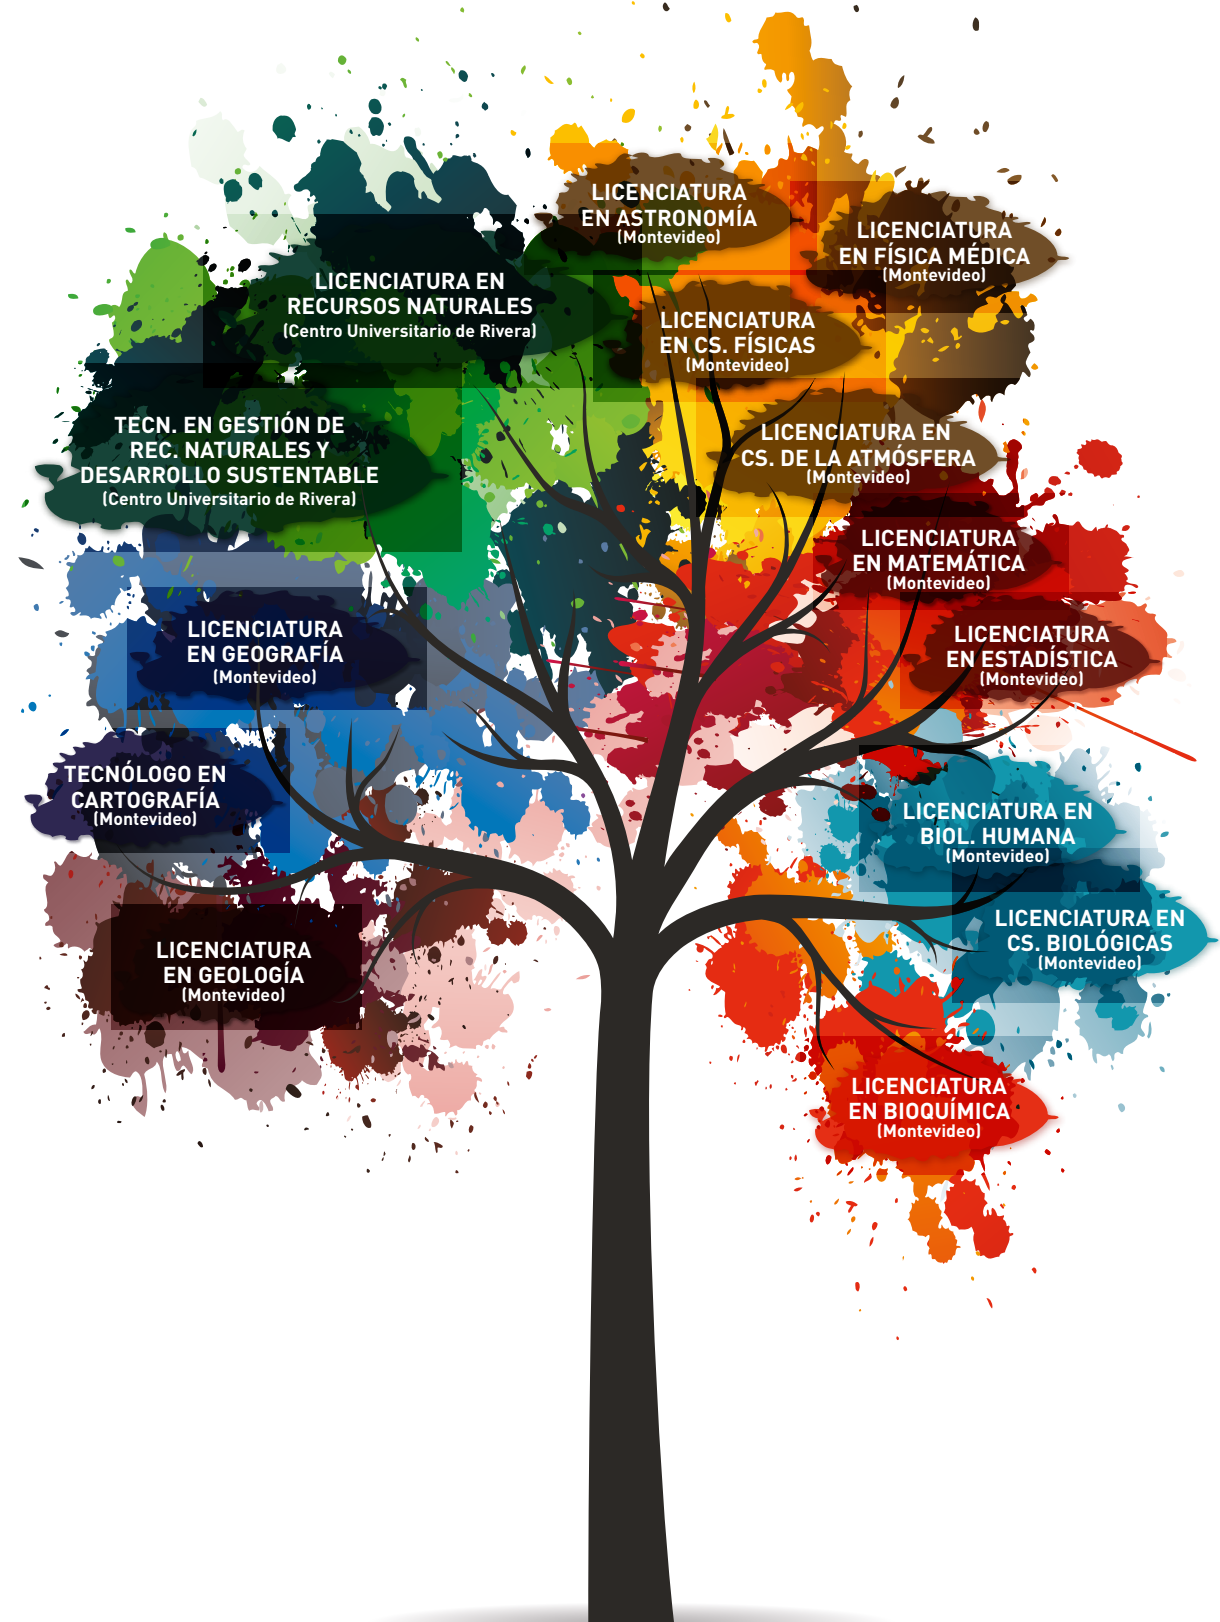 LICENCIATURA
EN ASTRONOMÍA
(Montevideo)
LICENCIATURA
EN FÍSICA MÉDICA
(Montevideo)
LICENCIATURA EN
RECURSOS NATURALES
(Centro Universitario de Rivera)
LICENCIATURA
EN CS. FÍSICAS
(Montevideo)
TECN. EN GESTIÓN DE
REC. NATURALES Y
DESARROLLO SUSTENTABLE
(Centro Universitario de Rivera)
LICENCIATURA EN
CS. DE LA ATMÓSFERA
(Montevideo)
LICENCIATURA
EN MATEMÁTICA
(Montevideo)
LICENCIATURA
EN GEOGRAFÍA
(Montevideo)
LICENCIATURA
EN ESTADÍSTICA
(Montevideo)
TECNÓLOGO EN
CARTOGRAFÍA
(Montevideo)
LICENCIATURA EN
BIOL. HUMANA
(Montevideo)
LICENCIATURA EN
CS. BIOLÓGICAS
(Montevideo)
LICENCIATURA
EN GEOLOGÍA
(Montevideo)
LICENCIATURA
EN BIOQUÍMICA
(Montevideo)